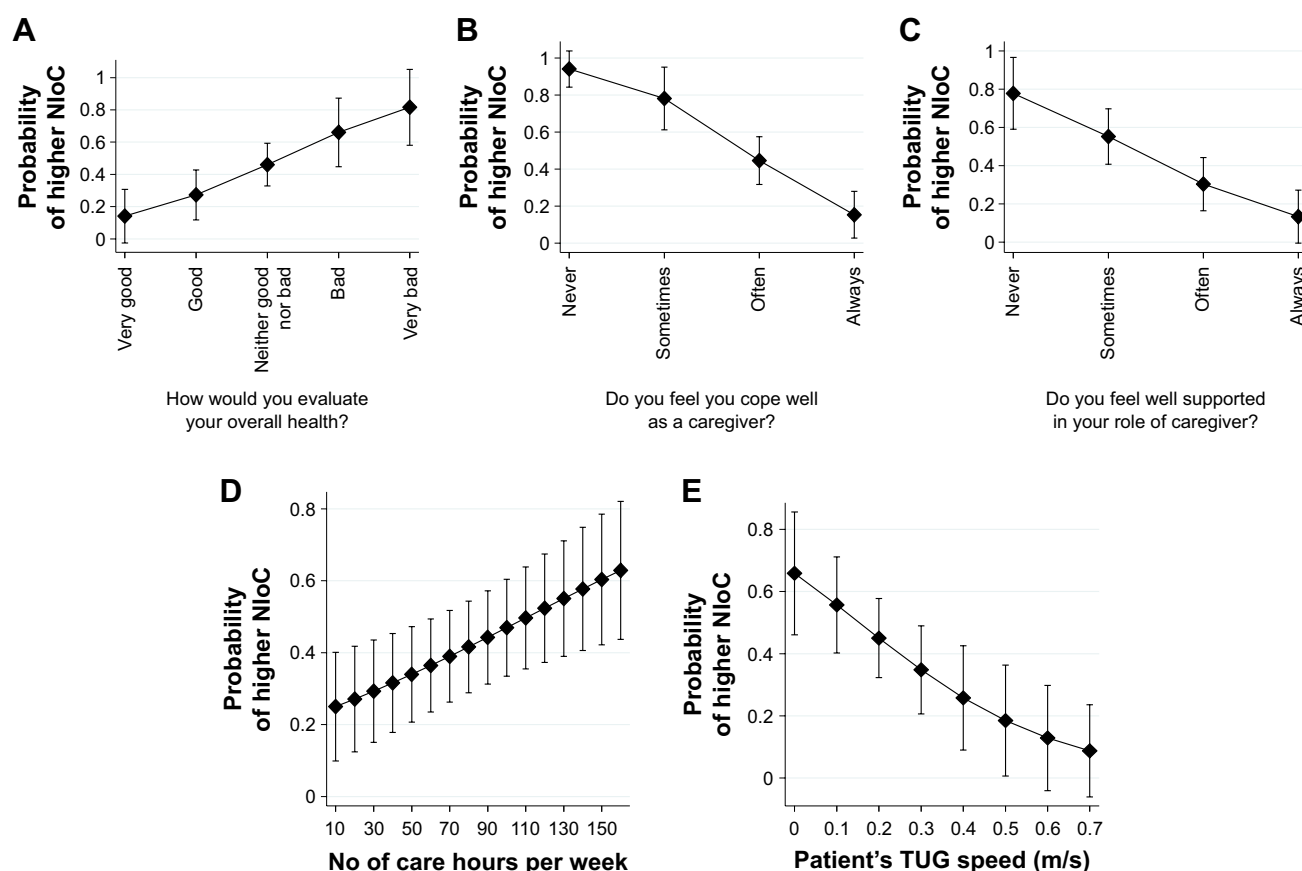 A
Probability
of higher NIoC
1
0.8
0.6
0.4
0.2
0
Very good
Good
Neither good
nor bad
Bad
Very bad
How would you evaluate
your overall health?
B
Probability
of higher NIoC
1
0.8
0.6
0.4
0.2
0
Never
Sometimes
Often
Always
Do you feel you cope well
as a caregiver?
C
Probability
of higher NIoC
1
0.8
0.6
0.4
0.2
0
Never
Sometimes
Often
Always
Do you feel well supported
in your role of caregiver?
D
Probability
of higher NIoC
0.8
0.6
0.4
0.2
0
10 30 50 70 90 110 130 150
No of care hours per week
E
Probability
of higher NIoC
0.8
0.6
0.4
0.2
0
0 0.1 0.2 0.3 0.4 0.5 0.6 0.7
Patient's TUG speed (m/s)